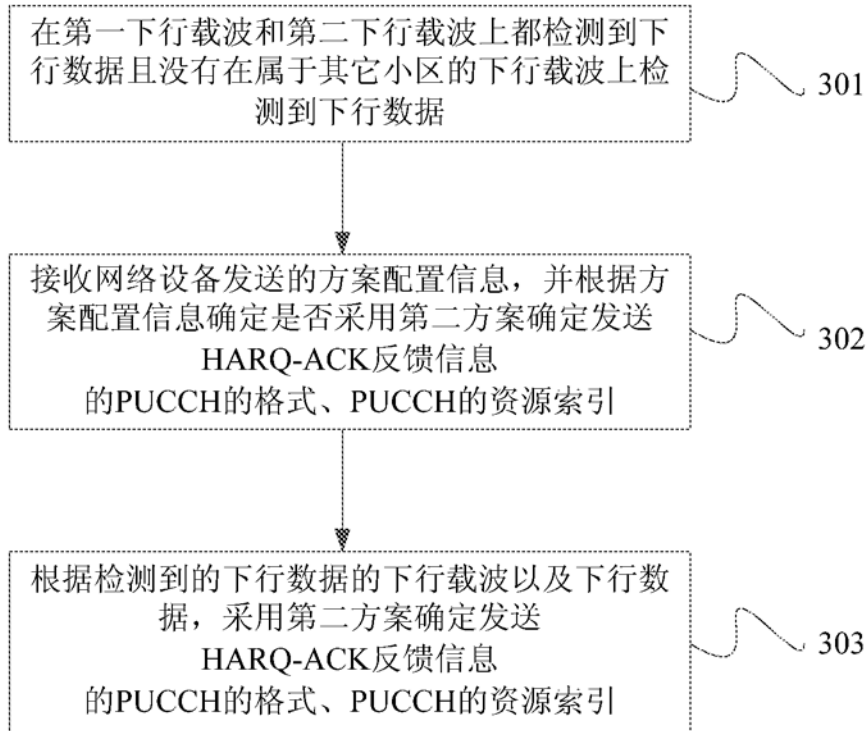 在第一下行载波和第二下行载波上都检测到下
行数据且没有在属于其它小区的下行载波上检
测到下行数据
301
接收网络设备发送的方案配置信息，并根据方
案配置信息确定是否采用第二方案确定发送
HARQ-ACK反馈信息
的PUCCH的格式、PUCCH的资源索引
302
根据检测到的下行数据的下行载波以及下行数
据，采用第二方案确定发送
HARQ-ACK反馈信息
的PUCCH的格式、PUCCH的资源索引
303